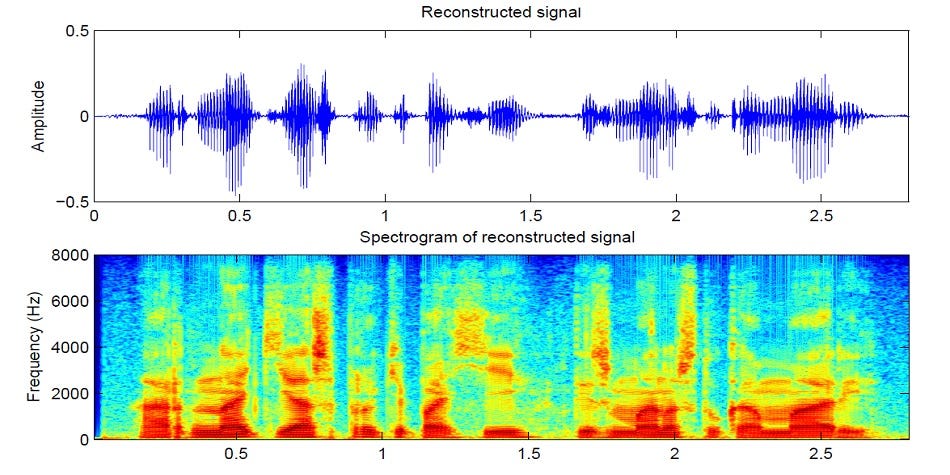 Reconstructed signal
0.5
0
−0.5
Amplitude
0 0.5 1 1.5 2 2.5
Spectrogram of reconstructed signal
8000
6000
4000
2000
0
Frequency (Hz)
0.5 1 1.5 2 2.5